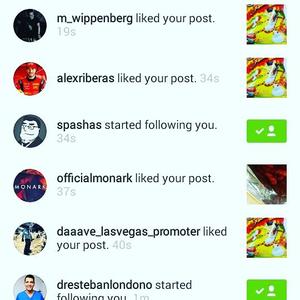 m_wippenberg liked your post.
19s
alexriberas liked your post. 34s
spashas started following you.
34s
officialmonark liked your post.
37s
MONARK
daaave_lasvegas_promoter liked
your post. 40s
drestebanlondono started
following you. 1m